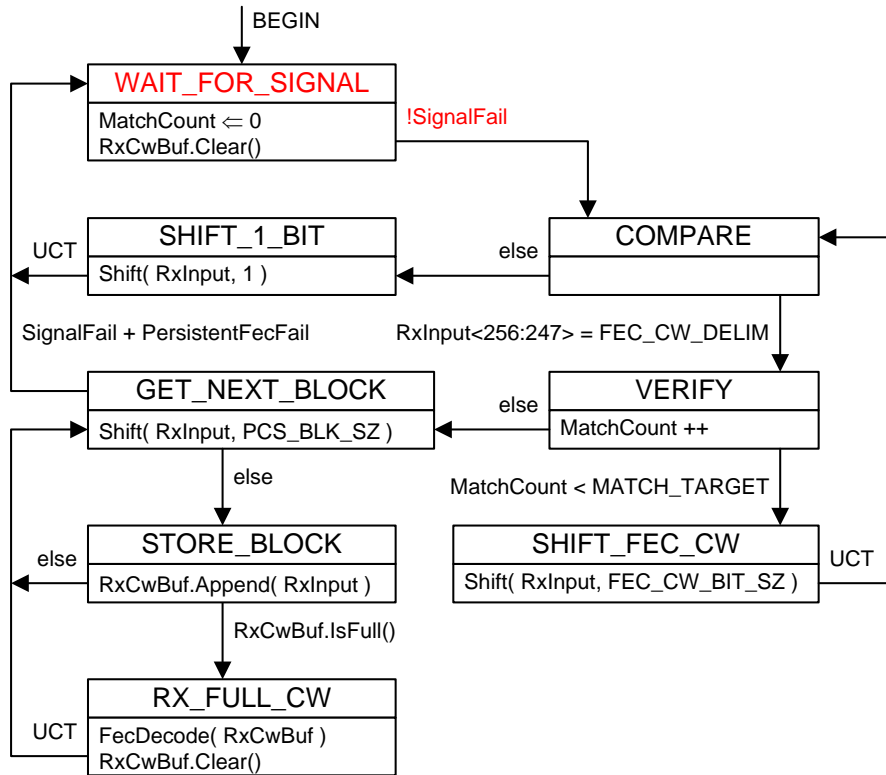 BEGIN
WAIT_FOR_SIGNAL
MatchCount ⇐ 0
RxCwBuf.Clear()
!SignalFail
SHIFT_1_BIT
Shift( RxInput, 1 )
UCT
else
COMPARE
SignalFail + PersistentFecFail
RxInput<256:247> = FEC_CW_DELIM
GET_NEXT_BLOCK
Shift( RxInput, PCS_BLK_SZ )
else
VERIFY
MatchCount ++
else
MatchCount < MATCH_TARGET
STORE_BLOCK
RxCwBuf.Append( RxInput )
else
SHIFT_FEC_CW
Shift( RxInput, FEC_CW_BIT_SZ )
UCT
RxCwBuf.IsFull()
RX_FULL_CW
FecDecode( RxCwBuf )
RxCwBuf.Clear()
UCT